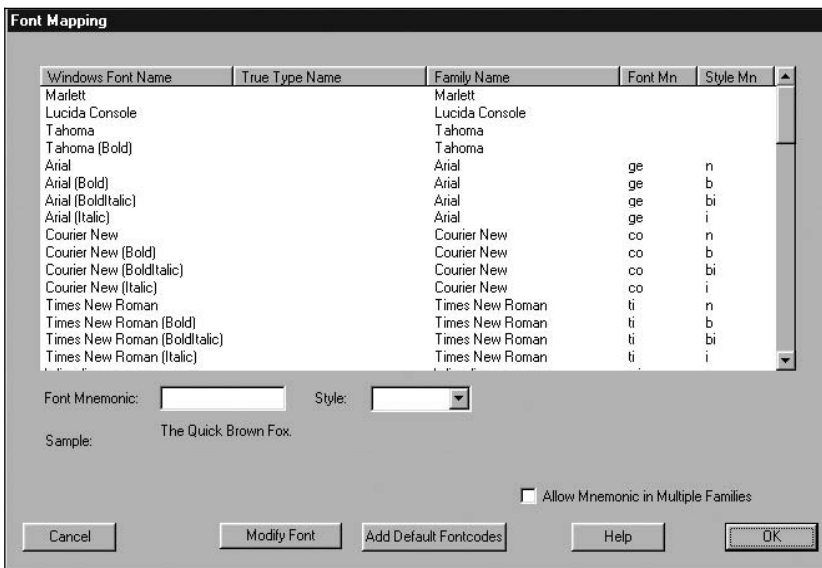 Font Mapping
Windows Font Name True Type Name Family Name Font Mn Style Mn
Marlett Marlett
Lucida Console Lucida Console
Tahoma Tahoma
Tahoma (Bold) Tahoma
Arial Arial ge n
Arial (Bold) Arial ge b
Arial (BoldItalic) Arial ge bi
Arial (Italic) Arial ge i
Courier New Courier New co n
Courier New (Bold) Courier New co b
Courier New (BoldItalic) Courier New co bi
Courier New (Italic) Courier New co i
Times New Roman Times New Roman ti n
Times New Roman (Bold) Times New Roman ti b
Times New Roman (BoldItalic) Times New Roman ti bi
Times New Roman (Italic) Times New Roman ti i
Font Mnemonic: Style:
Sample: The Quick Brown Fox.
Allow Mnemonic in Multiple Families
Cancel Modify Font Add Default Fontcodes Help OK